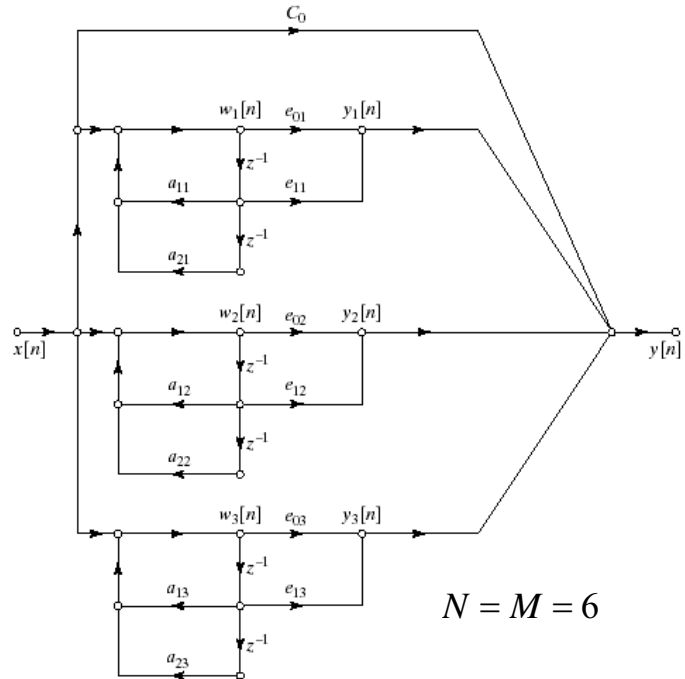 C₀
w₁[n] e₀₁ y₁[n]
z⁻¹
a₁₁ e₁₁
z⁻¹
a₂₁
w₂[n] e₀₂ y₂[n]
x[n] y[n]
z⁻¹
a₁₂ e₁₂
z⁻¹
a₂₂
w₃[n] e₀₃ y₃[n]
z⁻¹
a₁₃ e₁₃
N = M = 6
z⁻¹
a₂₃